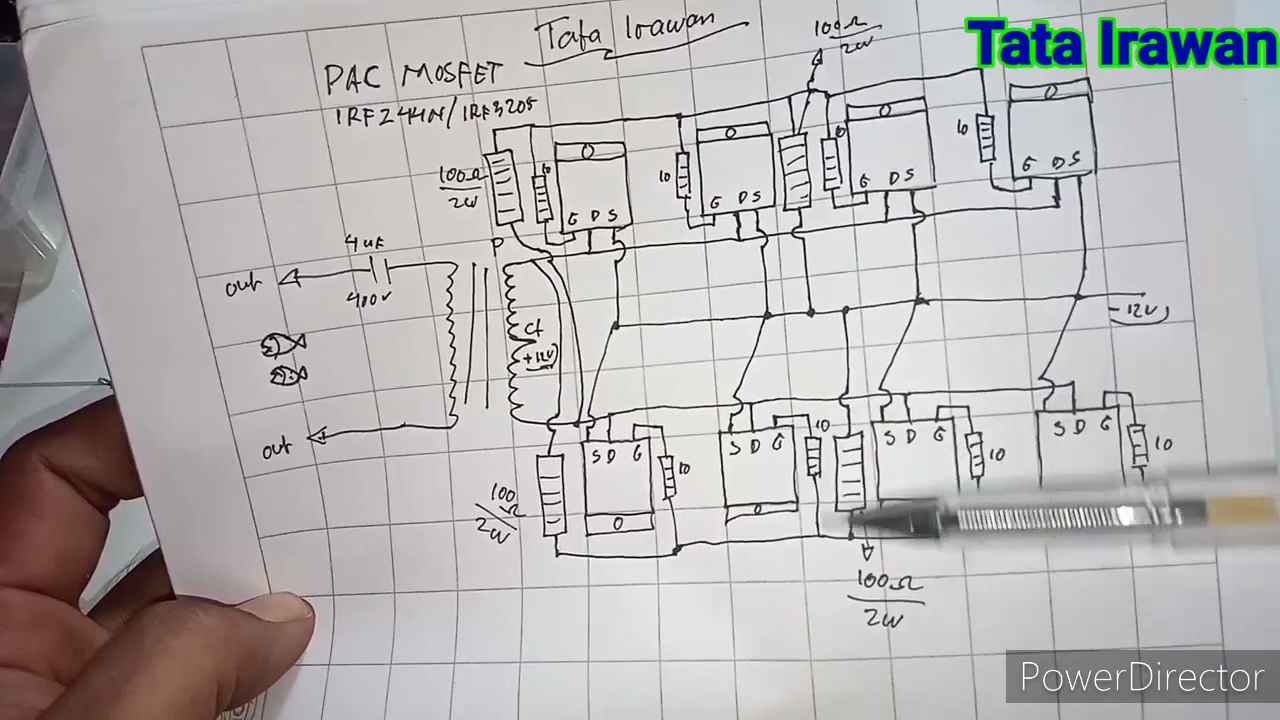 Tata Irawan
Tata Irawan
PAC MOSFET
IRFZ44N/IRF3205
100Ω
2W
100Ω
2W
10
10
10
10
G D S
G D S
G D S
G D S
P
4uF
400V
out
CT
+12V
-12V
out
S D G
S D G
S D G
S D G
10
10
10
10
100Ω
2W
100Ω
2W
PowerDirector